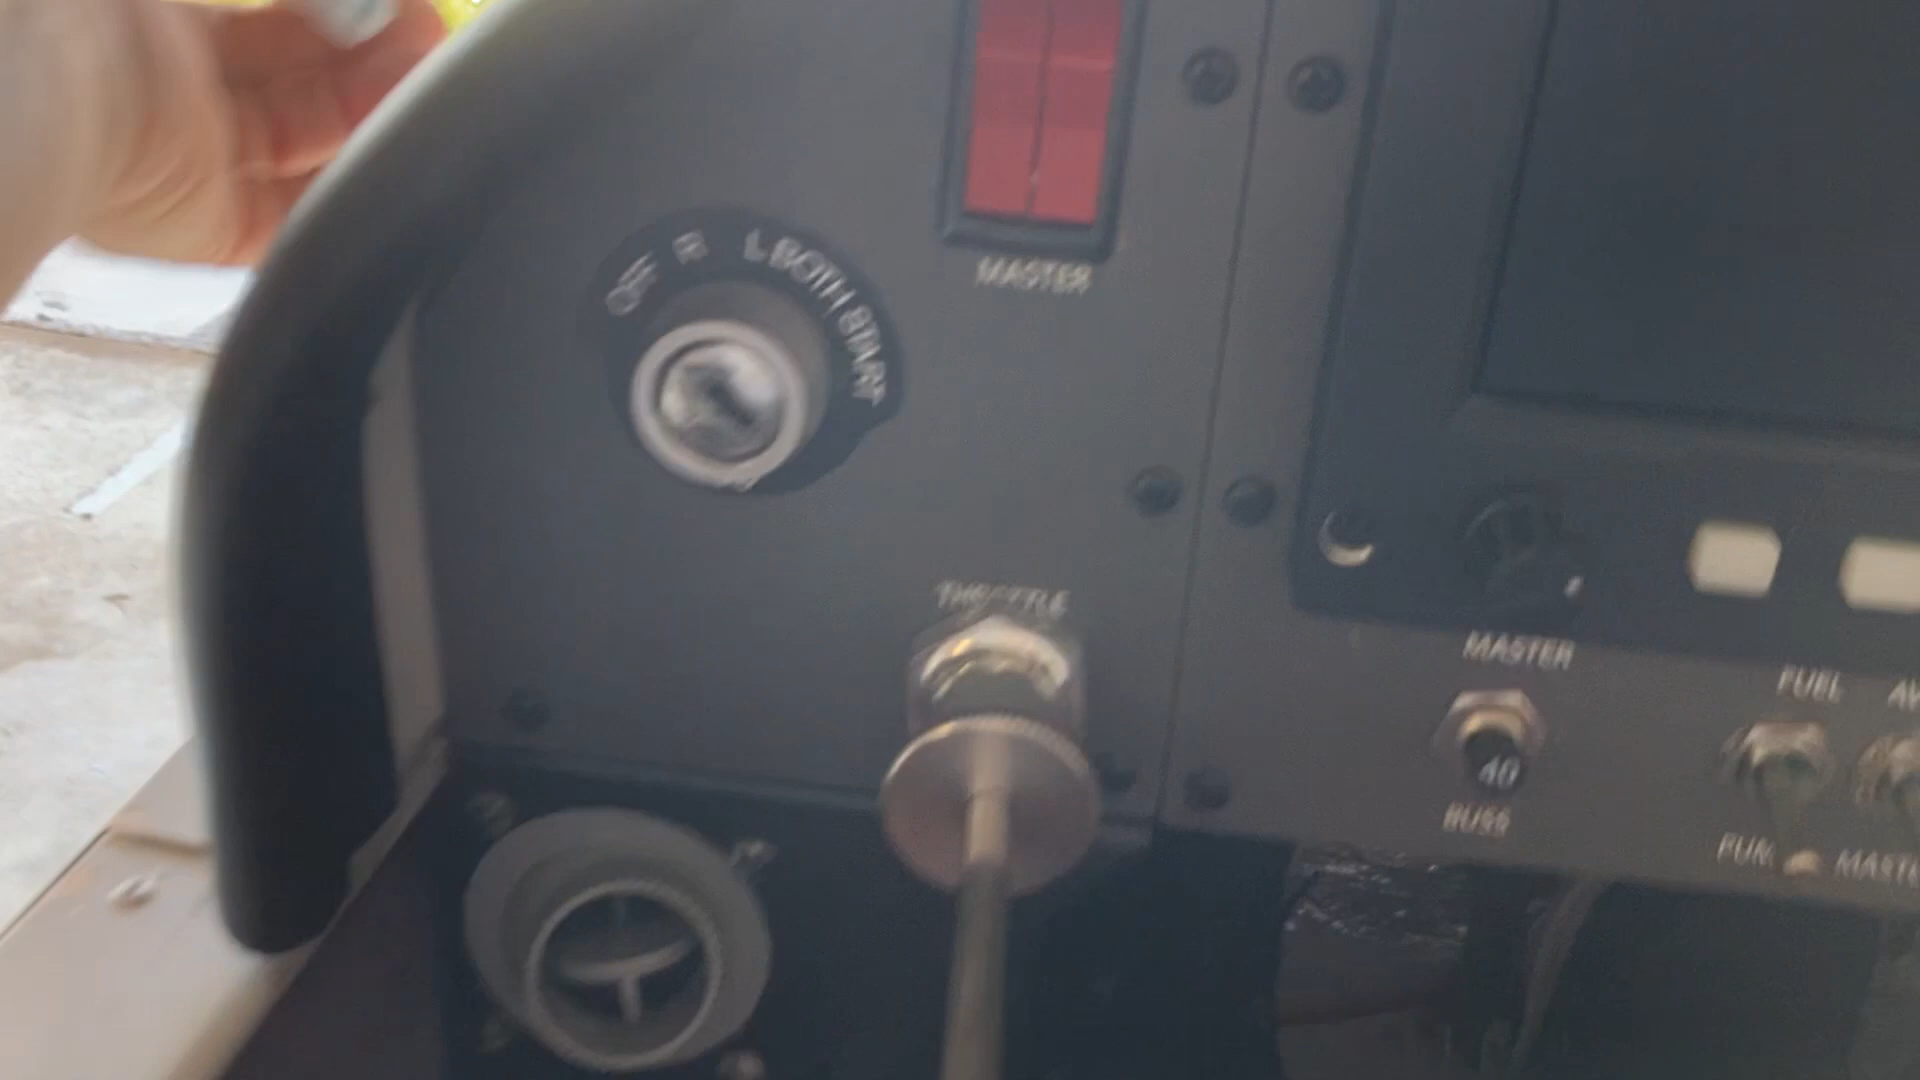 MASTER
OFF R L BOTH START
THROTTLE
MASTER
FUEL
40
BUSS